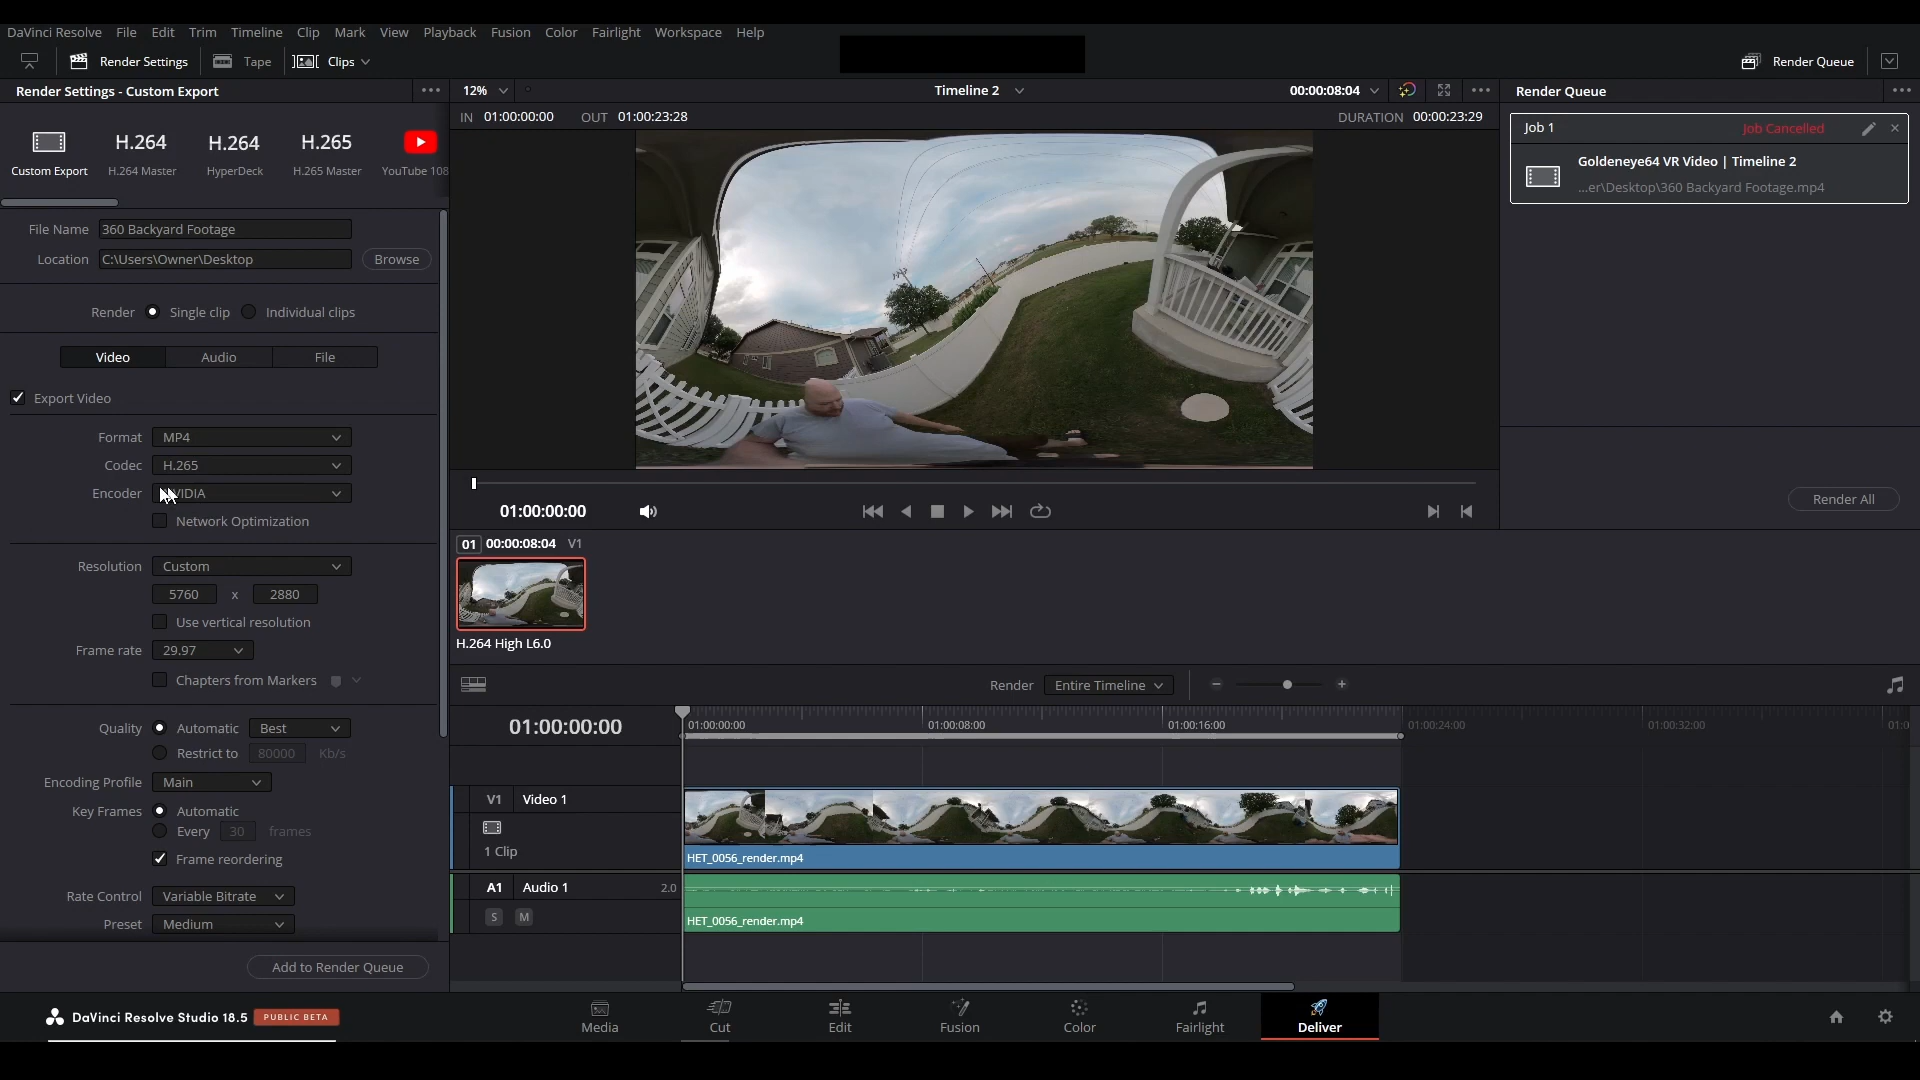 DaVinci Resolve File Edit Trim Timeline Clip Mark View Playback Fusion Color Fairlight Workspace Help
Render Settings Tape Clips Render Queue
Render Settings - Custom Export
12% Timeline 2 00:00:08:04
Render Queue
IN 01:00:00:00 OUT 01:00:23:28 DURATION 00:00:23:29
H.264 H.264 H.265
Custom Export H.264 Master HyperDeck H.265 Master YouTube 108
Job 1 Job Cancelled
Goldeneye64 VR Video | Timeline 2
...er\Desktop\360 Backyard Footage.mp4
File Name 360 Backyard Footage
Location C:\Users\Owner\Desktop Browse
Render Single clip Individual clips
Video Audio File
Export Video
Format MP4
Codec H.265
Encoder VIDIA
Network Optimization
Resolution Custom
5760 x 2880
Use vertical resolution
Frame rate 29.97
Chapters from Markers
Quality Automatic Best
Restrict to 80000 Kb/s
Encoding Profile Main
Key Frames Automatic
Every 30 frames
Frame reordering
Rate Control Variable Bitrate
Preset Medium
Add to Render Queue
01:00:00:00
Render All
01 00:00:08:04 V1
H.264 High L6.0
Render Entire Timeline
01:00:00:00
01:00:00:00 01:00:08:00 01:00:16:00 01:00:24:00 01:00:32:00 01:0
V1 Video 1
1 Clip
HET_0056_render.mp4
A1 Audio 1 2.0
S M
HET_0056_render.mp4
DaVinci Resolve Studio 18.5 PUBLIC BETA
Media Cut Edit Fusion Color Fairlight Deliver